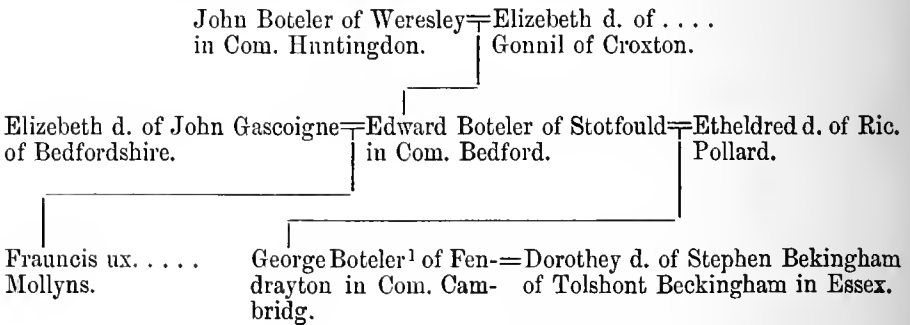 John Boteler of Weresley=Elizebeth d. of . . . .
in Com. Huntingdon. Gonnil of Croxton.
Elizebeth d. of John Gascoigne=Edward Boteler of Stotfould=Etheldred d. of Ric.
of Bedfordshire. in Com. Bedford. Pollard.
Frauncis ux. . . . . George Boteler¹ of Fen-=Dorothey d. of Stephen Bekingham
Mollyns. drayton in Com. Cam- of Tolshont Beckingham in Essex.
bridg.